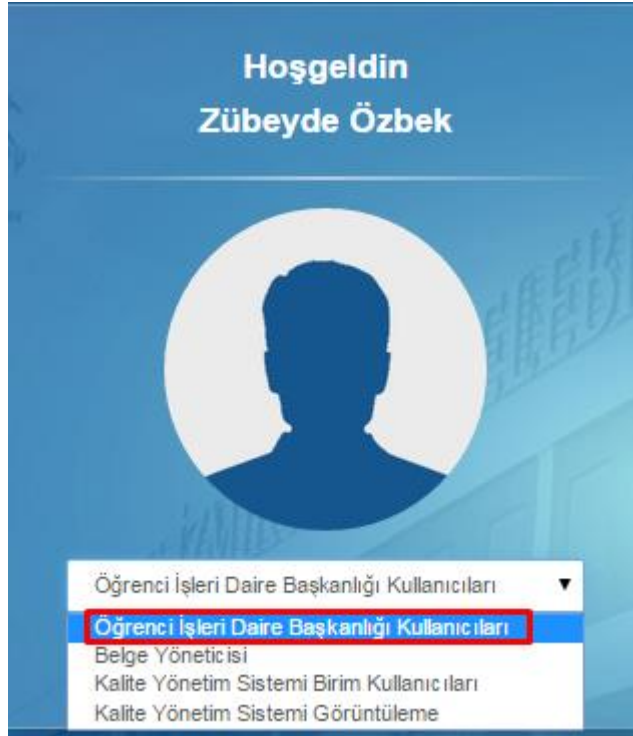 Hoşgeldin
Zübeyde Özbek
Öğrenci İşleri Daire Başkanlığı Kullanıcıları
Öğrenci İşleri Daire Başkanlığı Kullanıcıları
Belge Yöneticisi
Kalite Yönetim Sistemi Birim Kullanıcıları
Kalite Yönetim Sistemi Görüntüleme